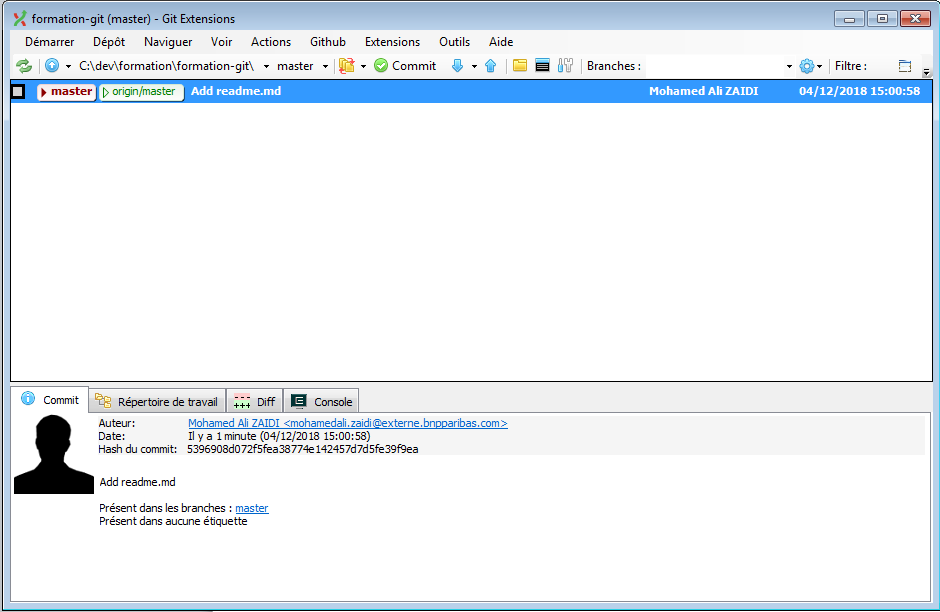 formation-git (master) - Git Extensions
Démarrer Dépôt Naviguer Voir Actions Github Extensions Outils Aide
C:\dev\formation\formation-git\ master Commit Branches : Filtre :
master origin/master Add readme.md Mohamed Ali ZAIDI 04/12/2018 15:00:58
Commit Répertoire de travail Diff Console
Auteur: Mohamed Ali ZAIDI <mohamedali.zaidi@externe.bnpparibas.com>
Date: Il y a 1 minute (04/12/2018 15:00:58)
Hash du commit: 5396908d072f5fea38774e142457d7d5fe39f9ea
Add readme.md
Présent dans les branches : master
Présent dans aucune étiquette